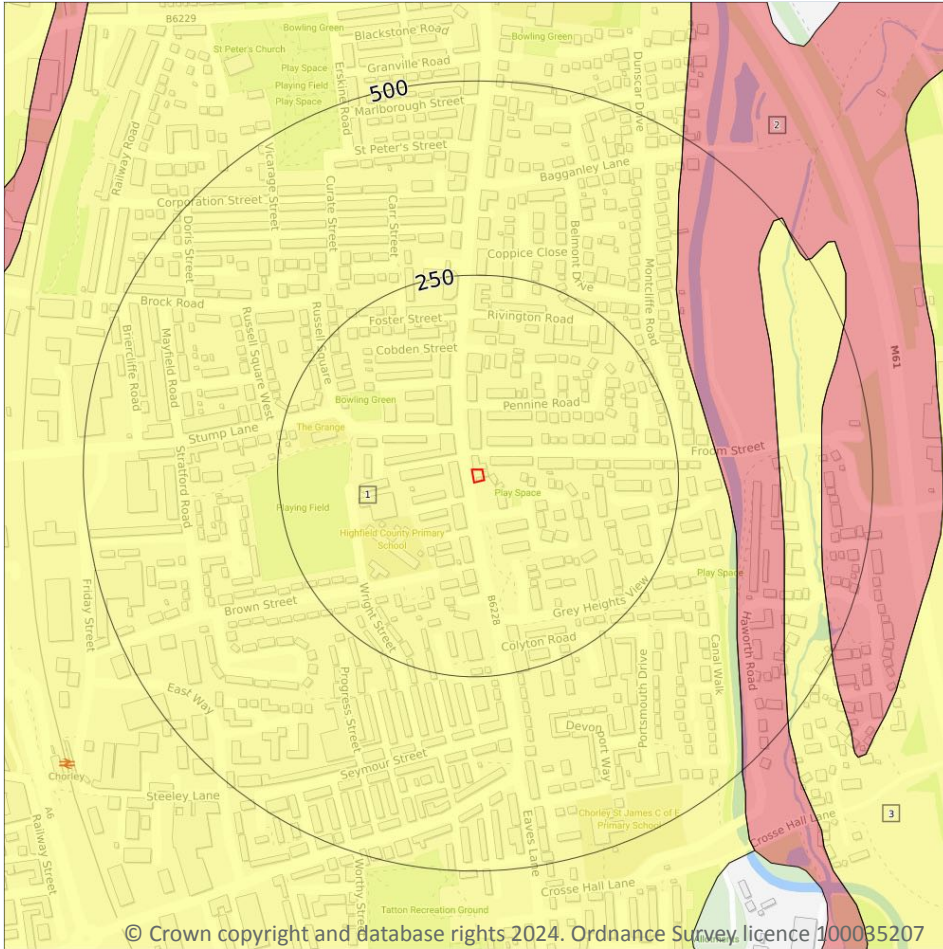 B6229
Bowling Green
Blackstone Road
Bowling Green
St Peter's Church
Granville Road
Play Space
Playing Field
Play Space
Erskine Road
500
Marlborough Street
Dunscar Drive
2
Railway Road
St Peter's Street
Vicarage Street
Bagganley Lane
Corporation Street
Curate Street
Carr Street
Doris Street
Belmont Drive
Coppice Close
Montcliffe Road
250
Brock Road
Foster Street
Rivington Road
Russell Square West
Russell Square
Briercliffe Road
Mayfield Road
Cobden Street
M61
Bowling Green
Pennine Road
Stump Lane
The Grange
Froom Street
Stratford Road
1
Play Space
Playing Field
Highfield County Primary
School
Play Space
Friday Street
Brown Street
Wright Street
B6228
Grey Heights View
Colyton Road
Haworth Road
Canal Walk
East Way
Progress Street
Portsmouth Drive
Devonport Way
Seymour Street
Chorley
Steeley Lane
A6
Railway Street
Chorley St James C of E
Primary School
3
Eaves Lane
Crosse Hall Lane
Worthy Street
Crosse Hall Lane
Tatton Recreation Ground
Allotments
© Crown copyright and database rights 2024. Ordnance Survey licence 100035207